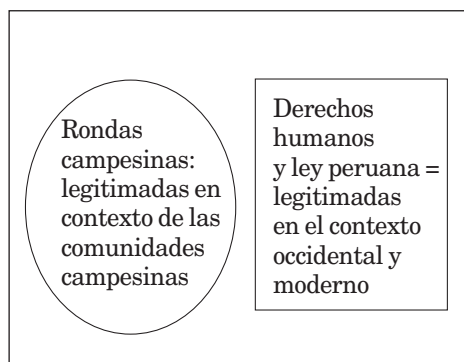 Rondas
campesinas:
legitimadas en
contexto de las
comunidades
campesinas
Derechos
humanos
y ley peruana =
legitimadas
en el contexto
occidental y
moderno